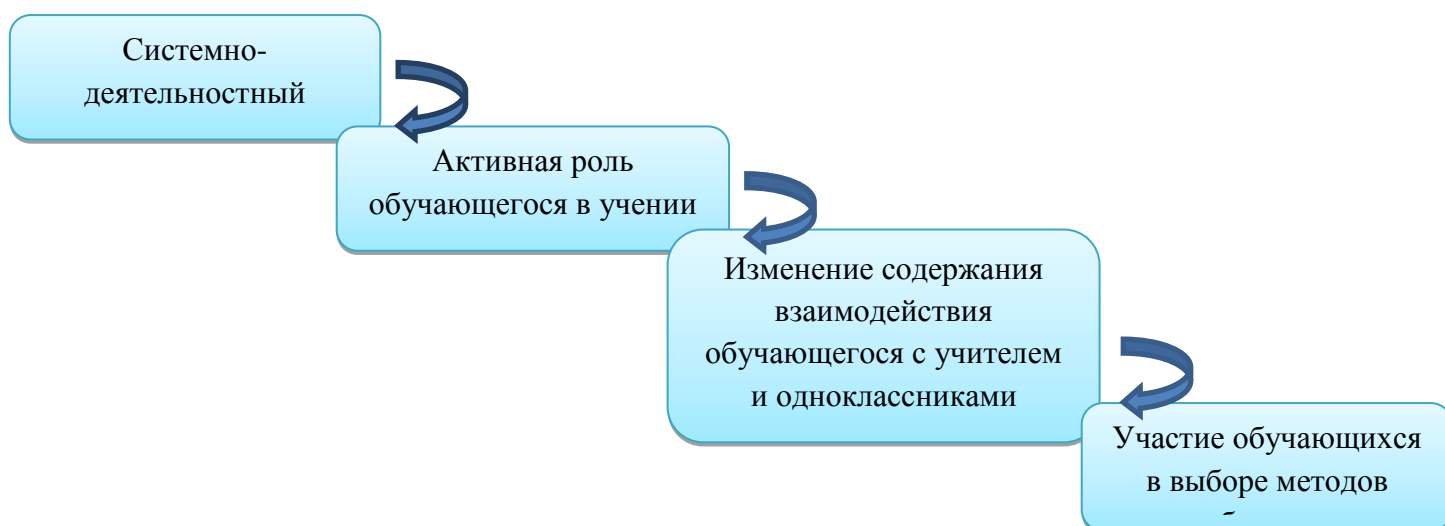 Системно-
деятельностный
Активная роль
обучающегося в учении
Изменение содержания
взаимодействия
обучающегося с учителем
и одноклассниками
Участие обучающихся
в выборе методов